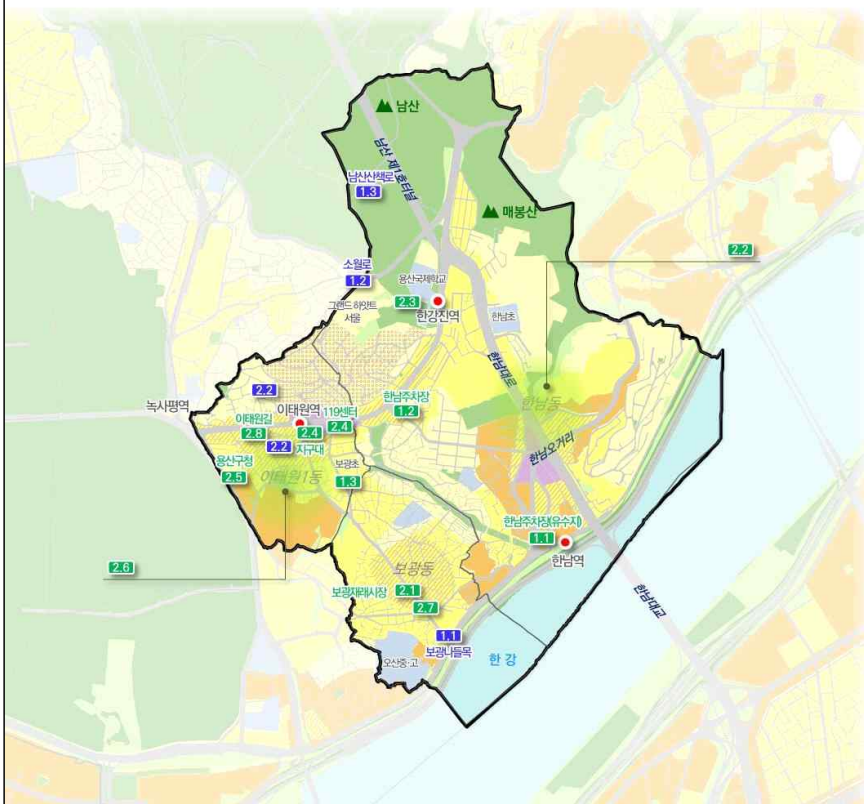 남산
남산 제1호터널
남산산책로
1.3
매봉산
2.2
소월로
1.2
용산국제학교
2.3
그랜드 하얏트
서울
한강진역
한남초
한남대로
2.2
녹사평역
이태원역
119센터
한남주차장
1.2
한남동
이태원길
2.8
2.4
2.4
2.2
지구대
한남오거리
용산구청
2.5
이태원1동
보광초
1.3
한남주차장(유수지)
1.1
한남역
2.6
보광동
보광재래시장
2.1
2.7
한남대교
1.1
보광나들목
오산중·고
한 강